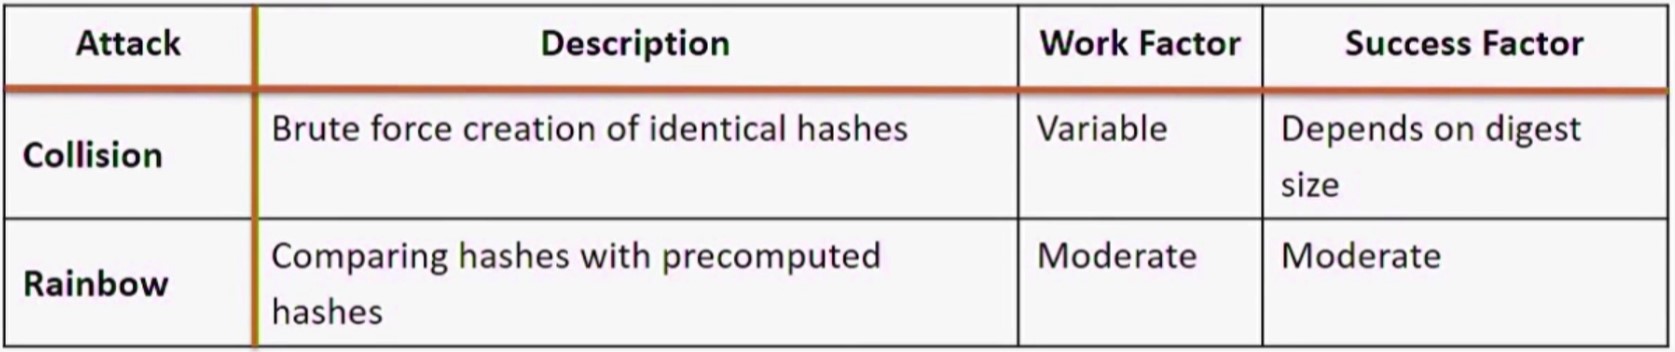 Attack Description Work Factor Success Factor
Collision Brute force creation of identical hashes Variable Depends on digest
size
Rainbow Comparing hashes with precomputed Moderate Moderate
hashes